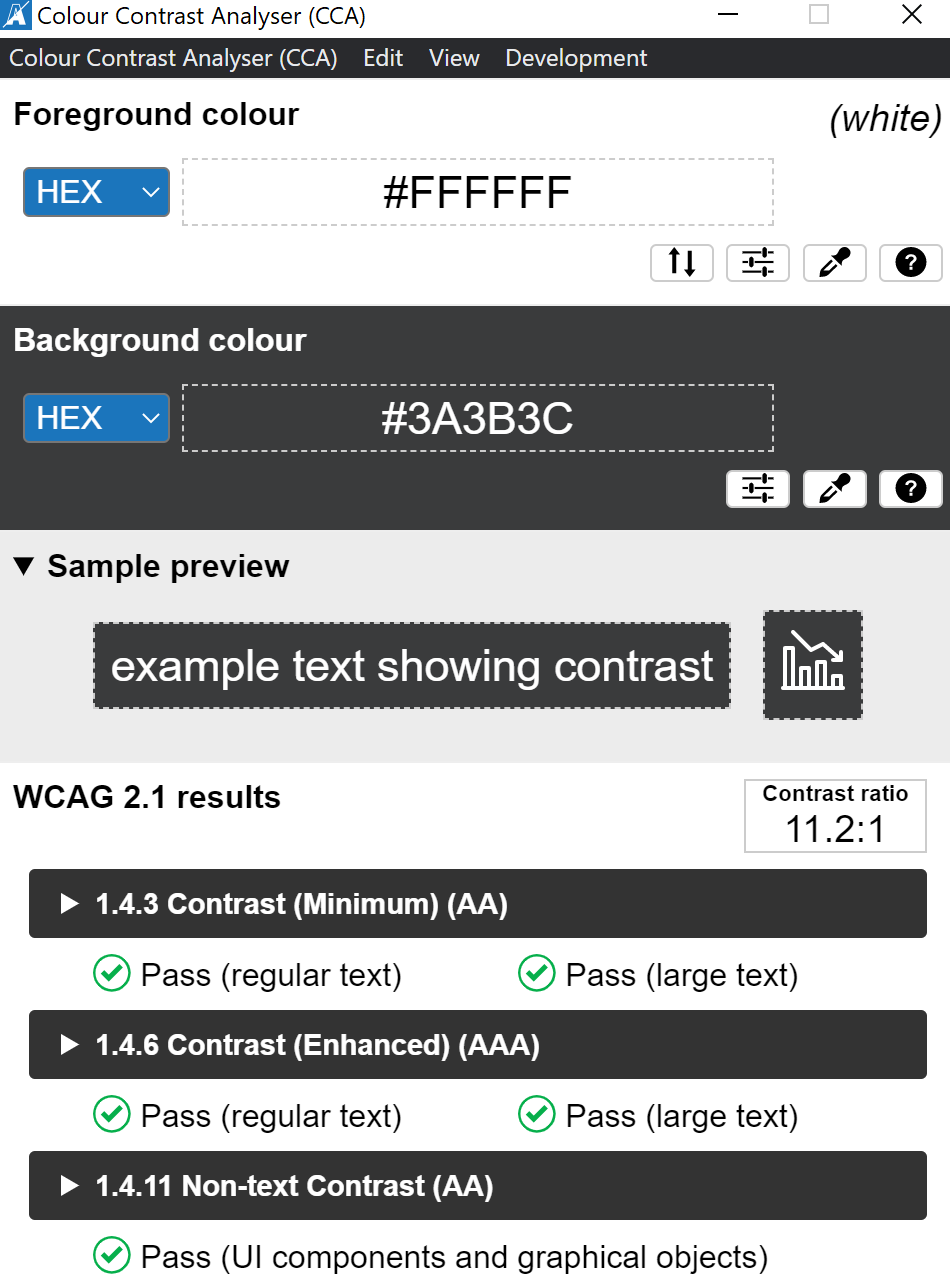 Colour Contrast Analyser (CCA)
Colour Contrast Analyser (CCA) Edit View Development
Foreground colour (white)
HEX #FFFFFF
?
Background colour
HEX #3A3B3C
?
Sample preview
example text showing contrast
WCAG 2.1 results
Contrast ratio
11.2:1
1.4.3 Contrast (Minimum) (AA)
Pass (regular text) Pass (large text)
1.4.6 Contrast (Enhanced) (AAA)
Pass (regular text) Pass (large text)
1.4.11 Non-text Contrast (AA)
Pass (UI components and graphical objects)